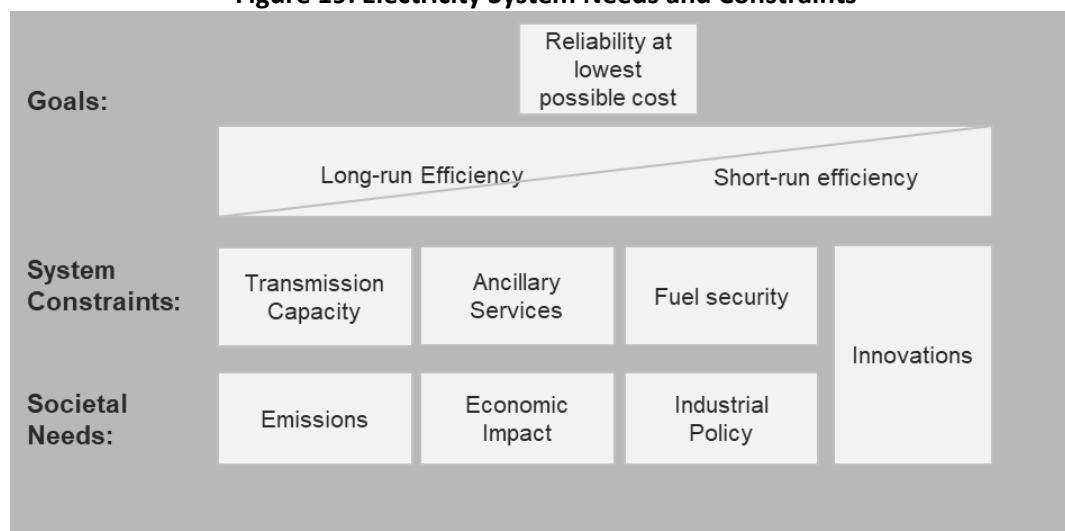 Figure 15: Electricity System Needs and Constraints
Reliability at
lowest
possible cost
Goals:
Long-run Efficiency
Short-run efficiency
System
Constraints:
Transmission
Capacity
Ancillary
Services
Fuel security
Innovations
Societal
Needs:
Emissions
Economic
Impact
Industrial
Policy